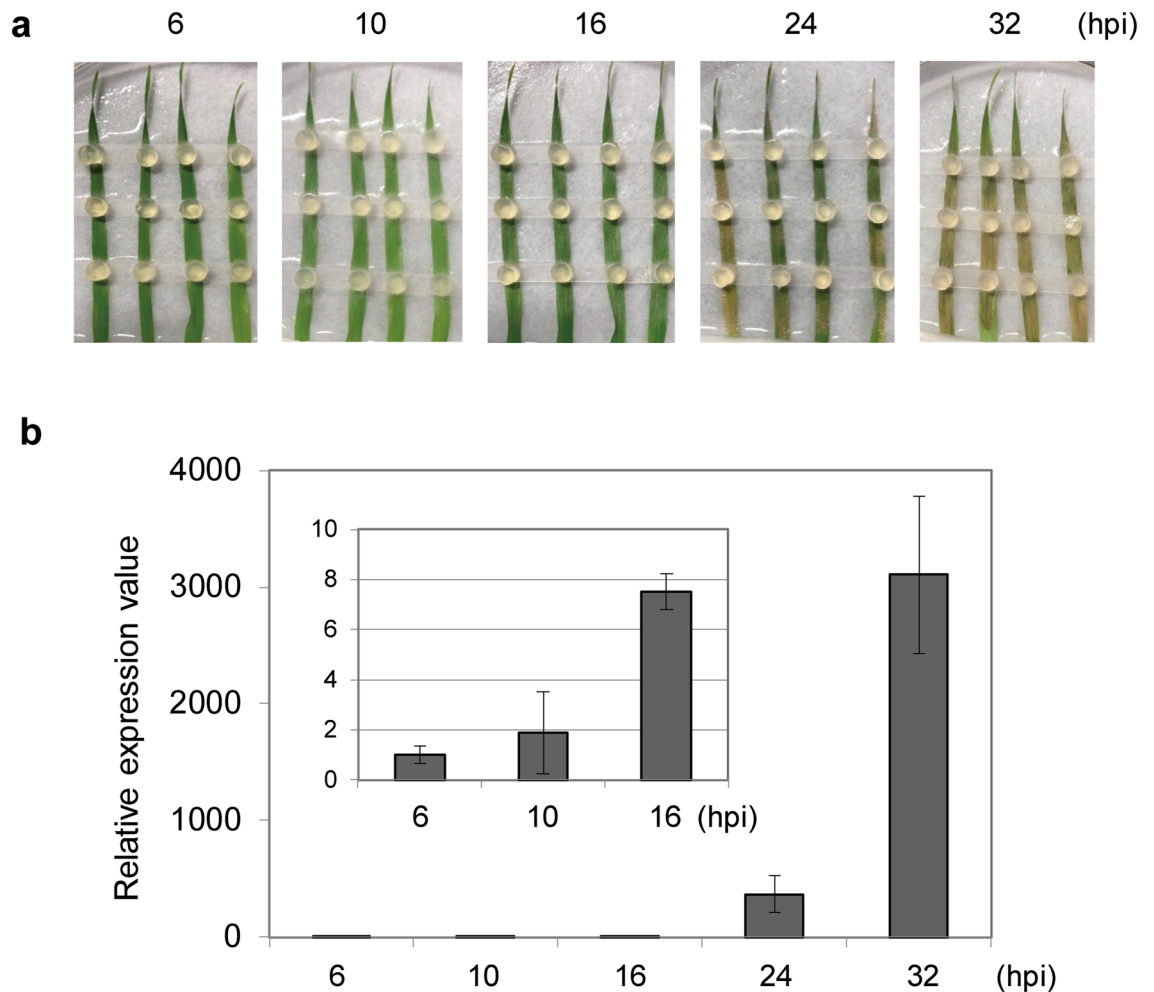 a 6 10 16 24 32 (hpi)
b
Relative expression value
4000
3000
2000
1000
0
10
8
6
4
2
0
6 10 16 (hpi)
6 10 16 24 32 (hpi)